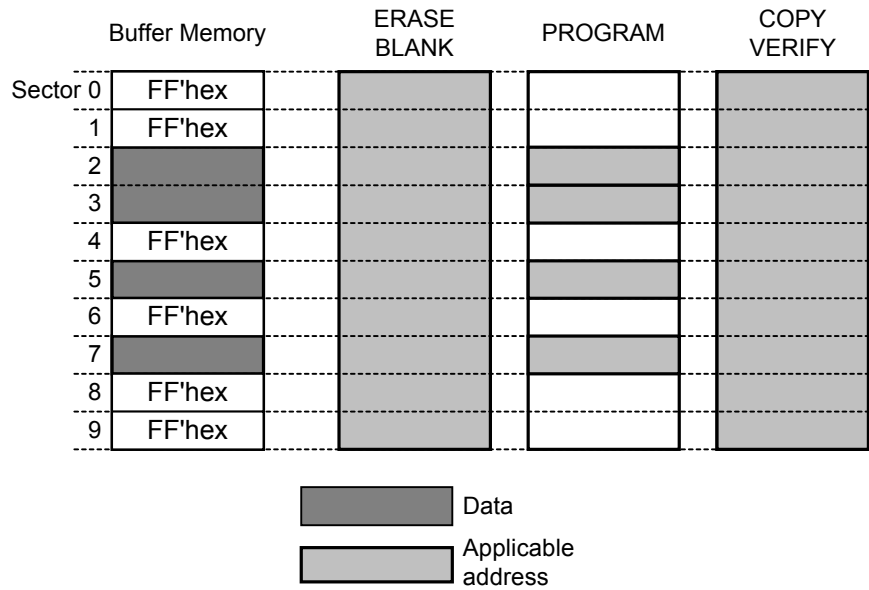 Buffer Memory
ERASE
BLANK
PROGRAM
COPY
VERIFY
Sector 0 FF'hex
1 FF'hex
2
3
4 FF'hex
5
6 FF'hex
7
8 FF'hex
9 FF'hex
Data
Applicable
address